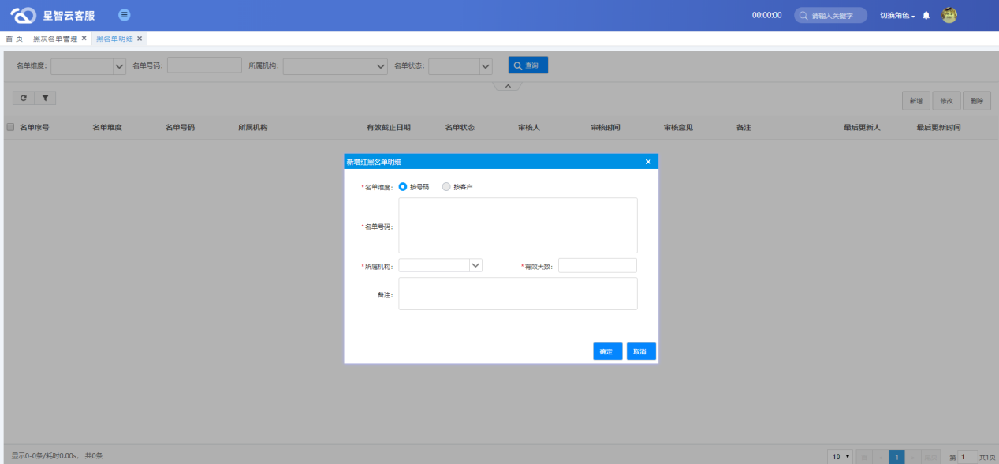 星智云客服
00:00:00 请输入关键字 切换角色
首 页 黑灰名单管理 × 黑名单明细 ×
名单维度: 名单号码: 所属机构: 名单状态: 查询
新增 修改 删除
名单序号 名单维度 名单号码 所属机构 有效截止日期 名单状态 审核人 审核时间 审核意见 备注 最后更新人 最后更新时间
新增红黑名单明细 ×
*名单维度: 按号码 按客户
*名单号码:
*所属机构: *有效天数:
备注:
确定 取消
显示0-0条/耗时0.00s, 共0条 10 1 第 1 共1页